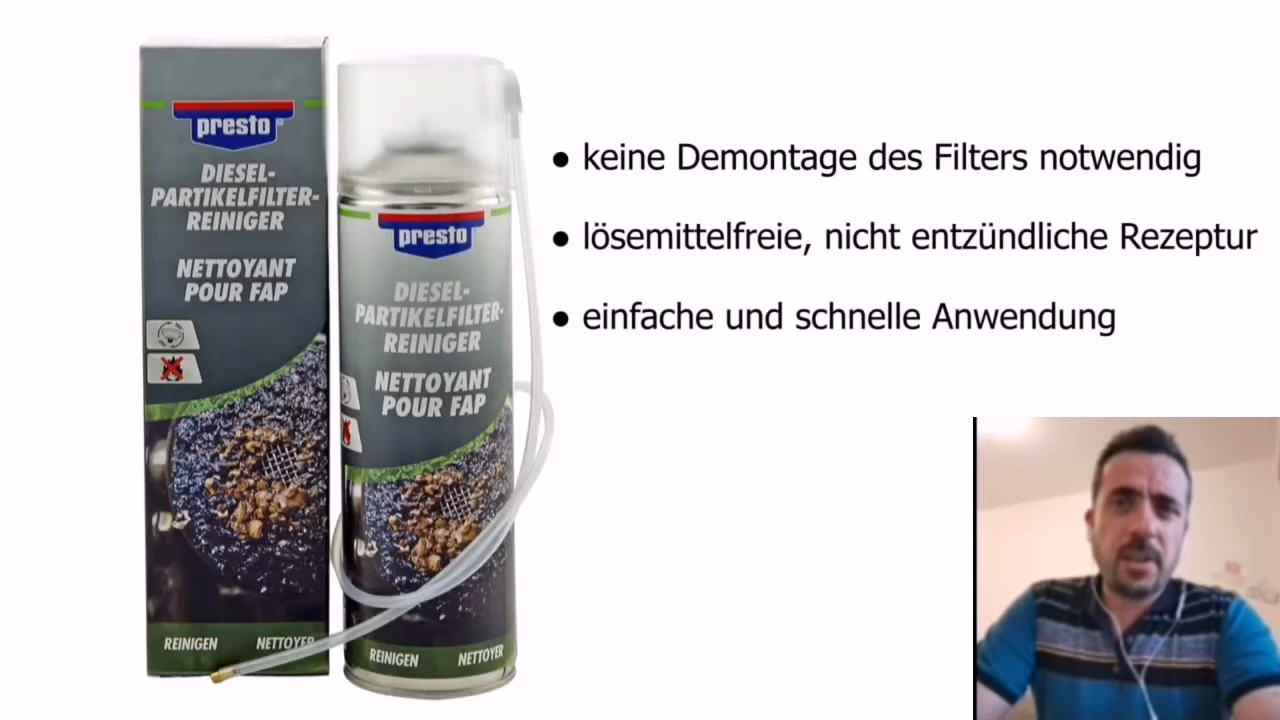 presto
DIESEL-
PARTIKELFILTER-
REINIGER
NETTOYANT
POUR FAP
REINIGEN NETTOYER
presto
DIESEL-
PARTIKELFILTER-
REINIGER
NETTOYANT
POUR FAP
REINIGEN NETTOYER
● keine Demontage des Filters notwendig
● lösemittelfreie, nicht entzündliche Rezeptur
● einfache und schnelle Anwendung